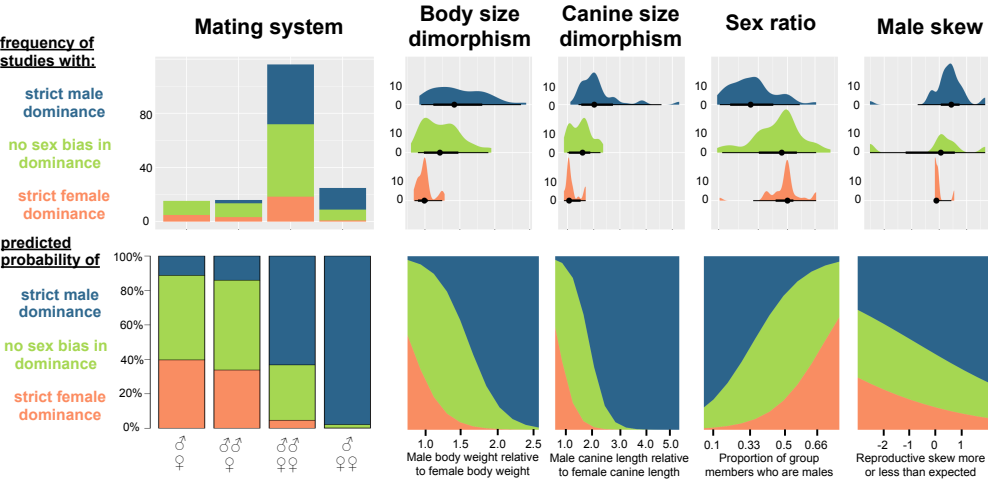 Mating system
Body size
dimorphism
Canine size
dimorphism
Sex ratio
Male skew
frequency of
studies with:
strict male
dominance
no sex bias in
dominance
strict female
dominance
80
40
0
10
0
10
0
10
0
10
0
10
0
10
0
10
0
10
0
10
0
10
0
10
0
10
0
predicted
probability of
strict male
dominance
no sex bias in
dominance
strict female
dominance
100%
80%
60%
40%
20%
0%
♂
♀
♂♂
♀
♂♂
♀♀
♂
♀♀
1.0 1.5 2.0 2.5
Male body weight relative
to female body weight
1.0 2.0 3.0 4.0 5.0
Male canine length relative
to female canine length
0.1 0.33 0.5 0.66
Proportion of group
members who are males
-2 -1 0 1
Reproductive skew more
or less than expected